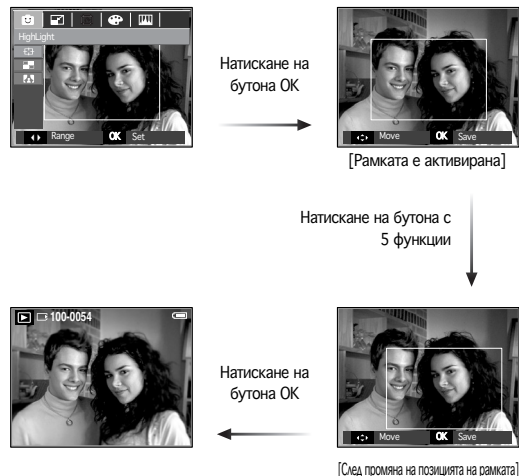 HighLight
Range OK Set
Натискане на
бутона OK
Move OK Save
[Рамката е активирана]
Натискане на бутона с
5 функции
100-0054
Натискане на
бутона OK
Move OK Save
[След промяна на позицията на рамката]